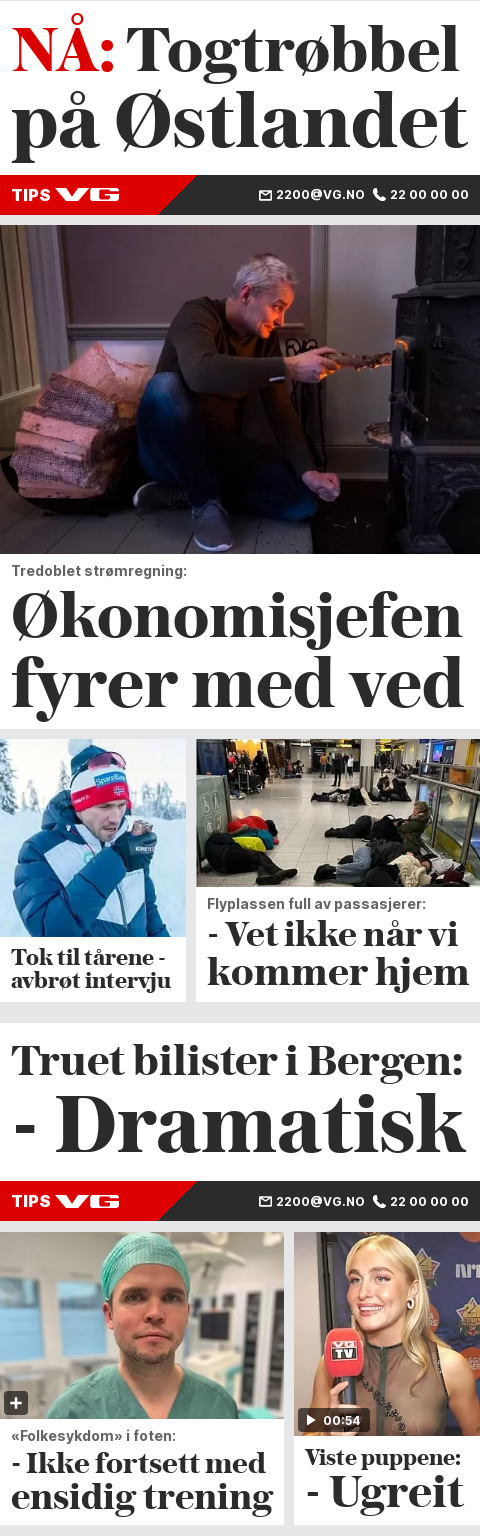 NÅ: Togtrøbbel
på Østlandet
TIPS VG 2200@VG.NO 22 00 00 00
Tredoblet strømregning:
Økonomisjefen
fyrer med ved
SpareBank
Tok til tårene -
avbrøt intervju
Flyplassen full av passasjerer:
- Vet ikke når vi
kommer hjem
Truet bilister i Bergen:
- Dramatisk
TIPS VG 2200@VG.NO 22 00 00 00
«Folkesykdom» i foten:
- Ikke fortsett med
ensidig trening
VG
TV
00:54
Viste puppene:
- Ugreit